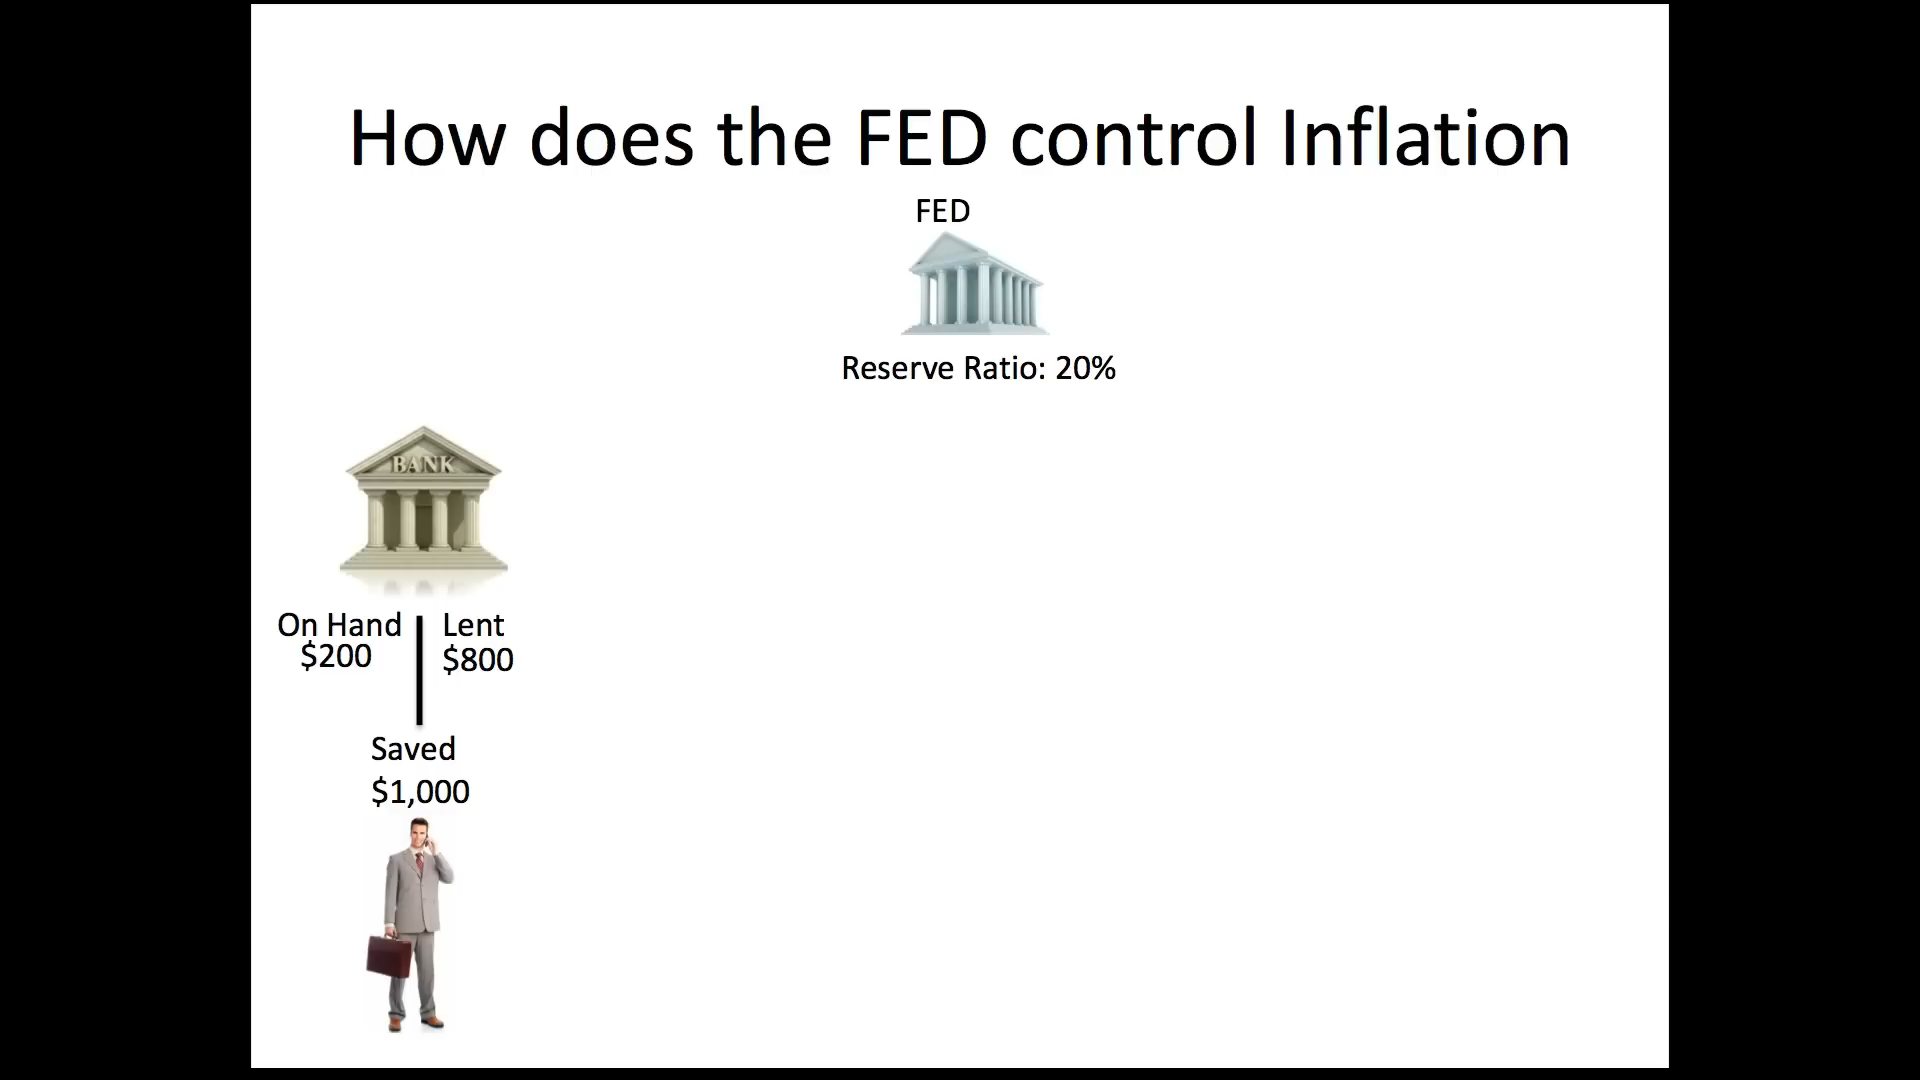 How does the FED control Inflation
FED
Reserve Ratio: 20%
BANK
On Hand
$200
Lent
$800
Saved
$1,000